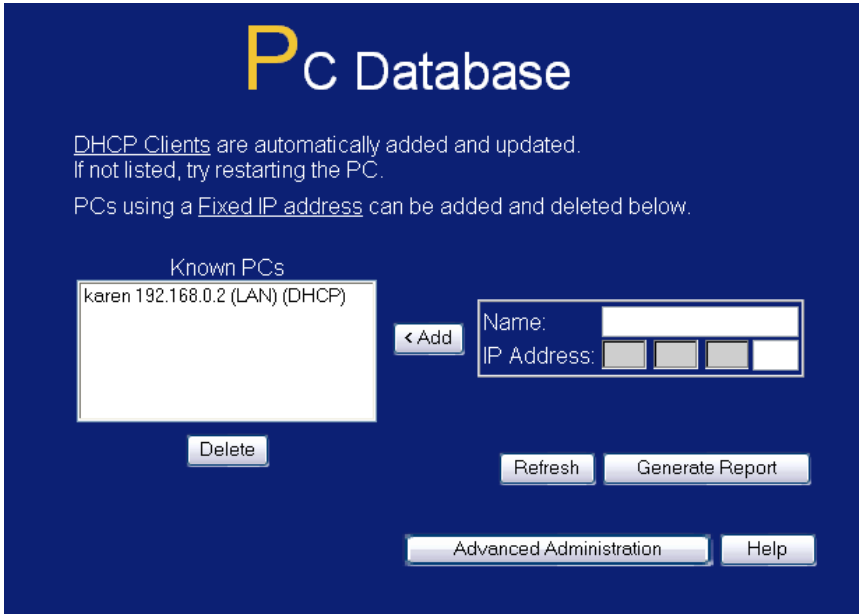 PC Database
DHCP Clients are automatically added and updated.
If not listed, try restarting the PC.
PCs using a Fixed IP address can be added and deleted below.
Known PCs
karen 192.168.0.2 (LAN) (DHCP)
< Add
Name:
IP Address:
Delete
Refresh
Generate Report
Advanced Administration
Help